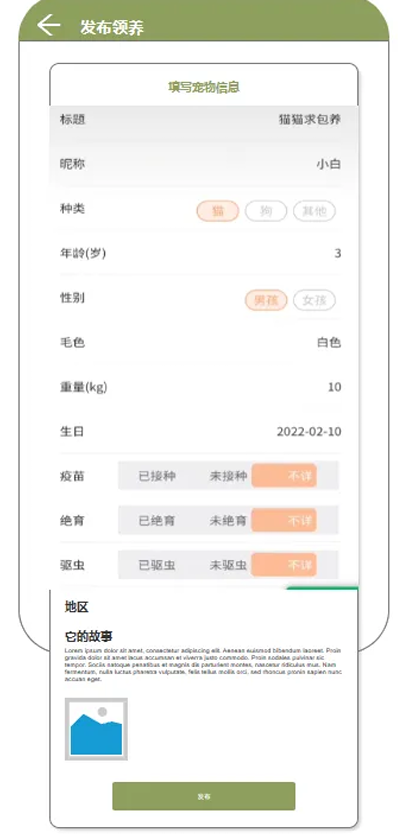 发布领养
填写宠物信息
标题 猫猫求包养
昵称 小白
种类 猫 狗 其他
年龄(岁) 3
性别 男孩 女孩
毛色 白色
重量(kg) 10
生日 2022-02-10
疫苗 已接种 未接种 不详
绝育 已绝育 未绝育 不详
驱虫 已驱虫 未驱虫 不详
地区
它的故事
Lorem ipsum dolor sit amet, consectetur adipiscing elit. Aenean euismod bibendum laoreet. Proin
gravida dolor sit amet lacus accumsan et viverra justo commodo. Proin sodales pulvinar sic
tempor. Sociis natoque penatibus et magnis dis parturient montes, nascetur ridiculus mus. Nam
fermentum, nulla luctus pharetra vulputate, felis tellus mollis orci, sed rhoncus pronin sapien nunc
accuan eget.
发布